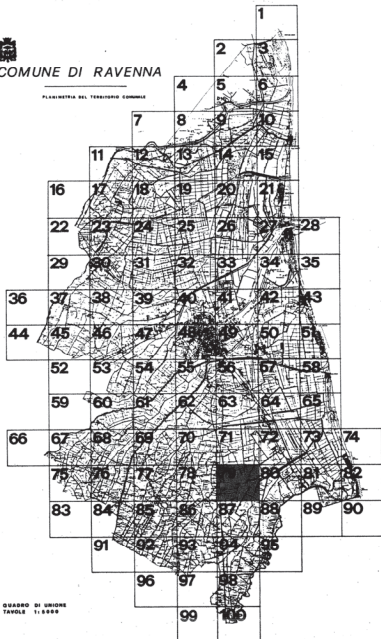 1
2 3
COMUNE DI RAVENNA
PLANIMETRIA DEL TERRITORIO COMUNALE
4 5 6
7 8 9 10
11 12 13 14 15
16 17 18 19 20 21
22 23 24 25 26 27 28
29 30 31 32 33 34 35
36 37 38 39 40 41 42 43
44 45 46 47 48 49 50 51
52 53 54 55 56 57 58
59 60 61 62 63 64 65
66 67 68 69 70 71 72 73 74
75 76 77 78 80 81 82
83 84 85 86 87 88 89 90
91 92 93 94 95
96 97 98
QUADRO DI UNIONE
TAVOLE 1:5000
99 100